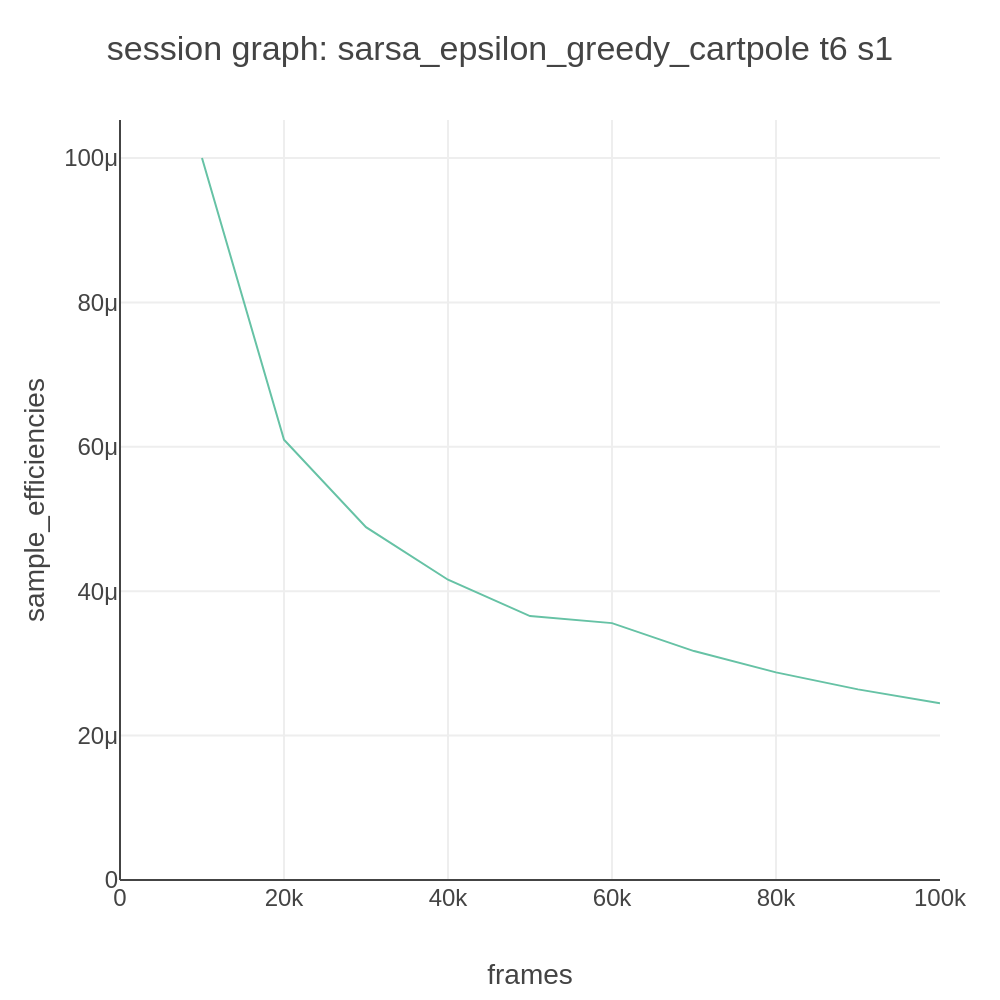 session graph: sarsa_epsilon_greedy_cartpole t6 s1
100μ
80μ
60μ
40μ
20μ
0
sample_efficiencies
0 20k 40k 60k 80k 100k
frames